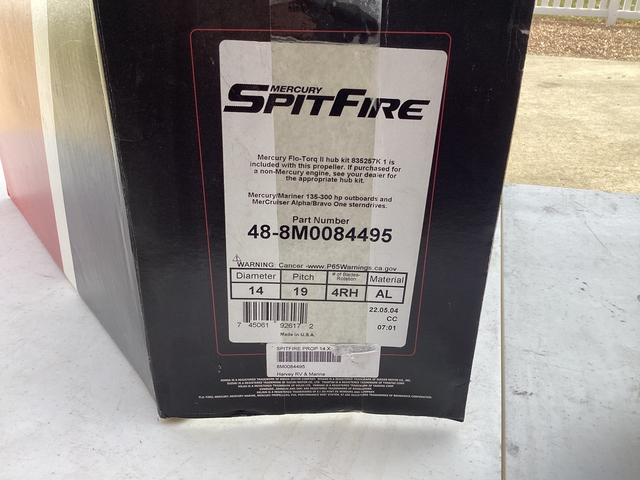 MERCURY
SPITFIRE
Mercury Flo-Torq II hub kit 835257K 1 is
included with this propeller. If purchased for
a non-Mercury engine, see your dealer for
the appropriate hub kit.
Mercury/Mariner 135-300 hp outboards and
MerCruiser Alpha/Bravo One sterndrives.
Part Number
48-8M0084495
WARNING: Cancer -www.P65Warnings.ca.gov
Diameter Pitch # of Blades- Rotation Material
14 19 4RH AL
22.05.04
CC
07:01
7 45061 92617 2
Made in U.S.A.
SPITFIRE PROP 14 X
8M0084495
Harvey RV & Marine